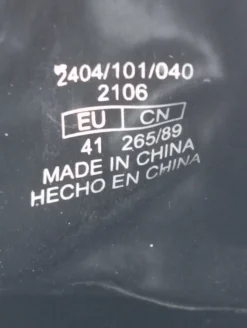 2404/101/040
2106
EU CN
41 265/89
MADE IN CHINA
HECHO EN CHINA